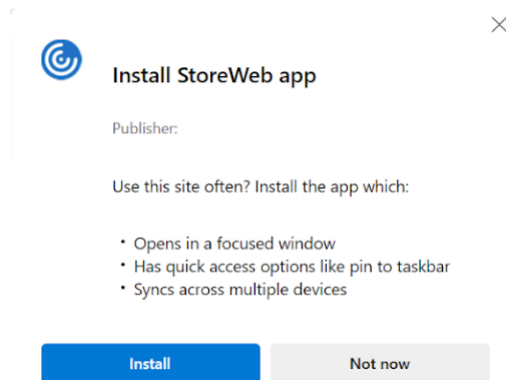 Install StoreWeb app
Publisher:
Use this site often? Install the app which:
• Opens in a focused window
• Has quick access options like pin to taskbar
• Syncs across multiple devices
Install
Not now